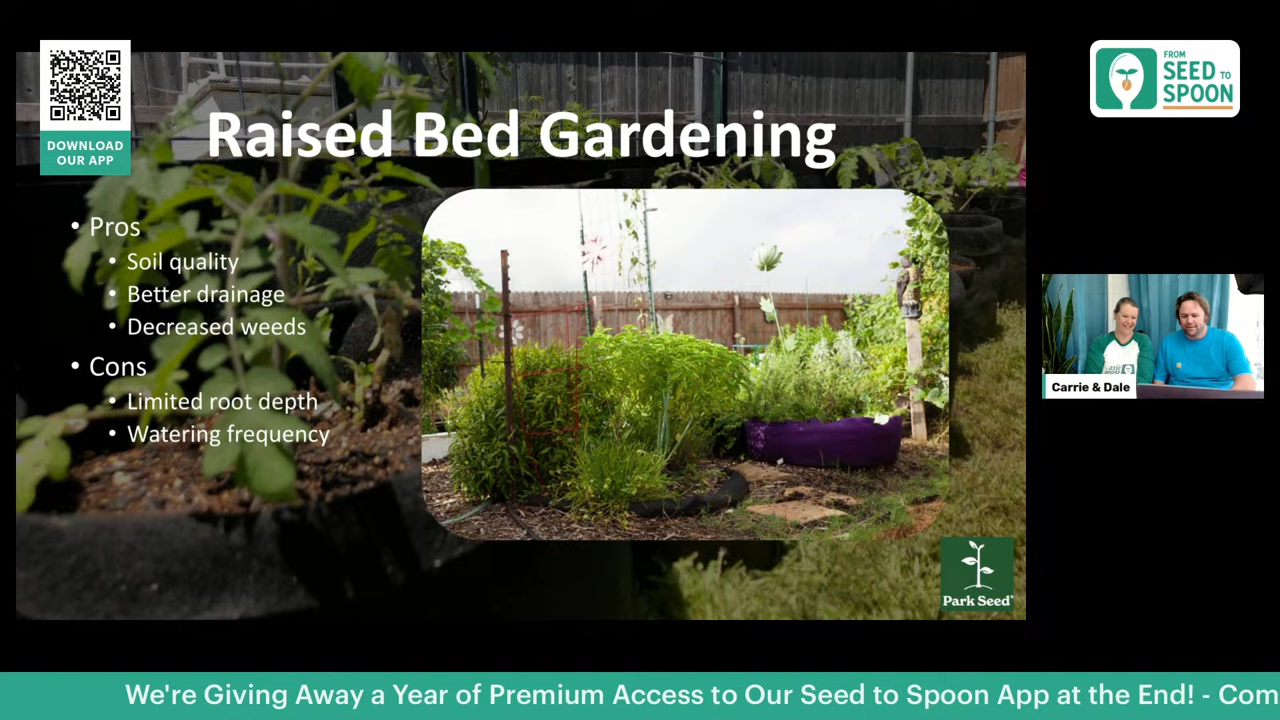 DOWNLOAD
OUR APP
FROM
SEED TO
SPOON
Raised Bed Gardening
• Pros
• Soil quality
• Better drainage
• Decreased weeds
• Cons
• Limited root depth
• Watering frequency
Carrie & Dale
Park Seed®
We're Giving Away a Year of Premium Access to Our Seed to Spoon App at the End! - Com